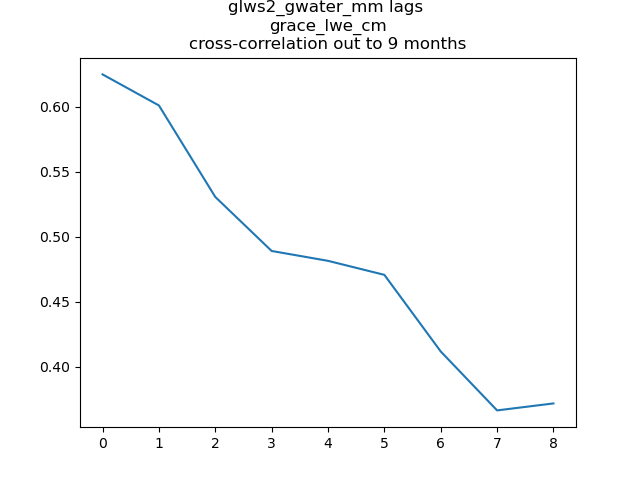 glws2_gwater_mm lags
grace_lwe_cm
cross-correlation out to 9 months
0.60
0.55
0.50
0.45
0.40
0 1 2 3 4 5 6 7 8